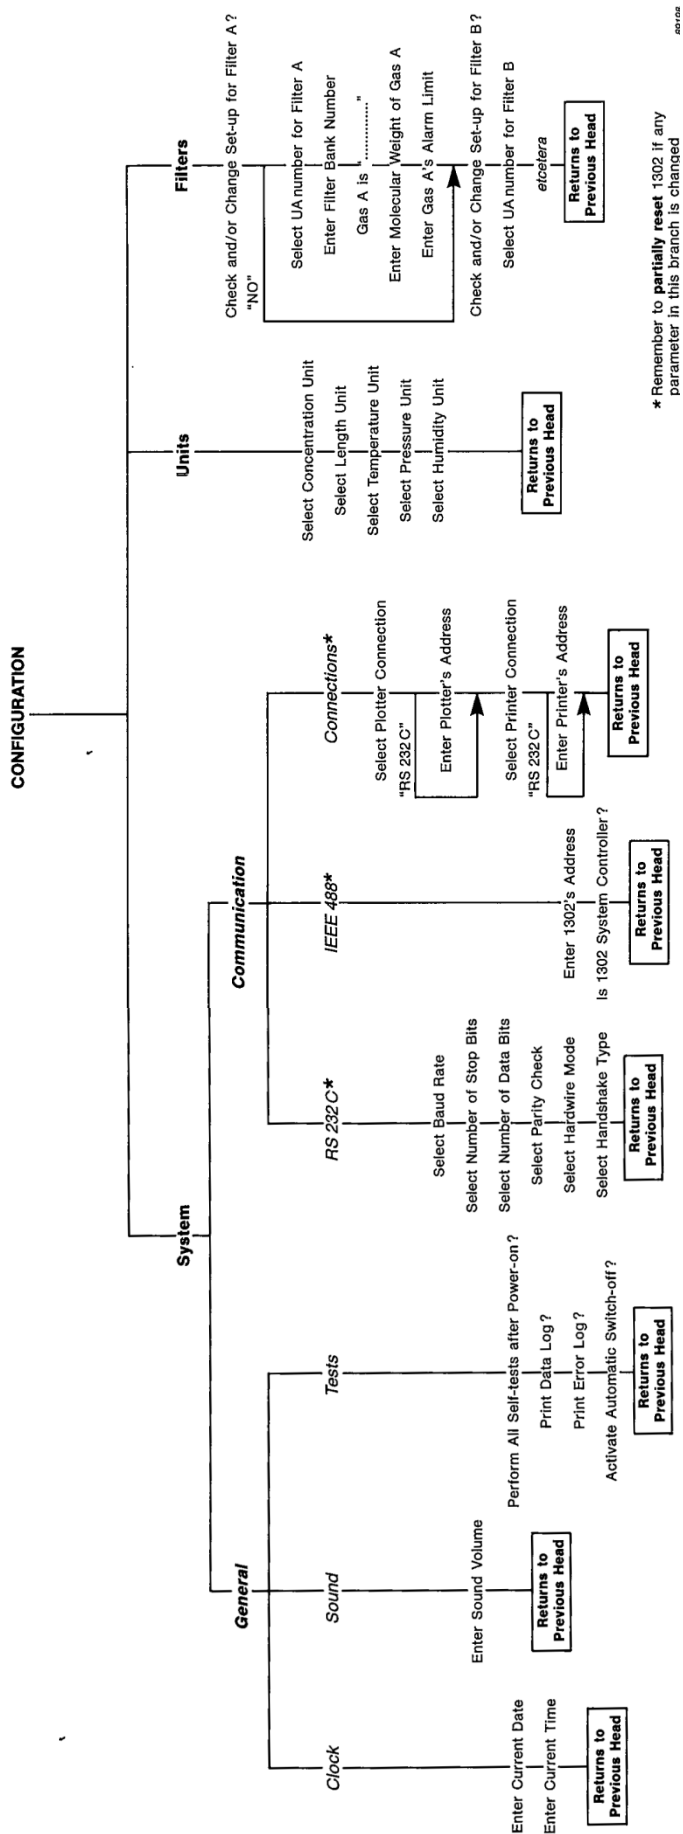 CONFIGURATION
System
Units
Filters
General
Communication
Clock
Sound
Tests
RS 232 C*
IEEE 488*
Connections*
Enter Current Date
Enter Current Time
Returns to
Previous Head
Enter Sound Volume
Returns to
Previous Head
Perform All Self-tests after Power-on?
Print Data Log?
Print Error Log?
Activate Automatic Switch-off?
Returns to
Previous Head
Select Baud Rate
Select Number of Stop Bits
Select Number of Data Bits
Select Parity Check
Select Hardwire Mode
Select Handshake Type
Returns to
Previous Head
Enter 1302's Address
Is 1302 System Controller?
Returns to
Previous Head
Select Plotter Connection
"RS 232 C"
Enter Plotter's Address
Select Printer Connection
"RS 232 C"
Enter Printer's Address
Returns to
Previous Head
Select Concentration Unit
Select Length Unit
Select Temperature Unit
Select Pressure Unit
Select Humidity Unit
Returns to
Previous Head
Check and/or Change Set-up for Filter A?
"NO"
Select UA number for Filter A
Enter Filter Bank Number
Gas A is "................"
Enter Molecular Weight of Gas A
Enter Gas A's Alarm Limit
Check and/or Change Set-up for Filter B?
Select UA number for Filter B
etcetera
Returns to
Previous Head
* Remember to partially reset 1302 if any
parameter in this branch is changed